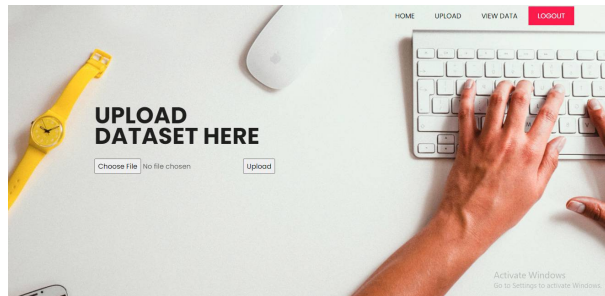 HOME UPLOAD VIEW DATA LOGOUT
UPLOAD
DATASET HERE
Choose File No file chosen Upload
Activate Windows
Go to Settings to activate Windows.